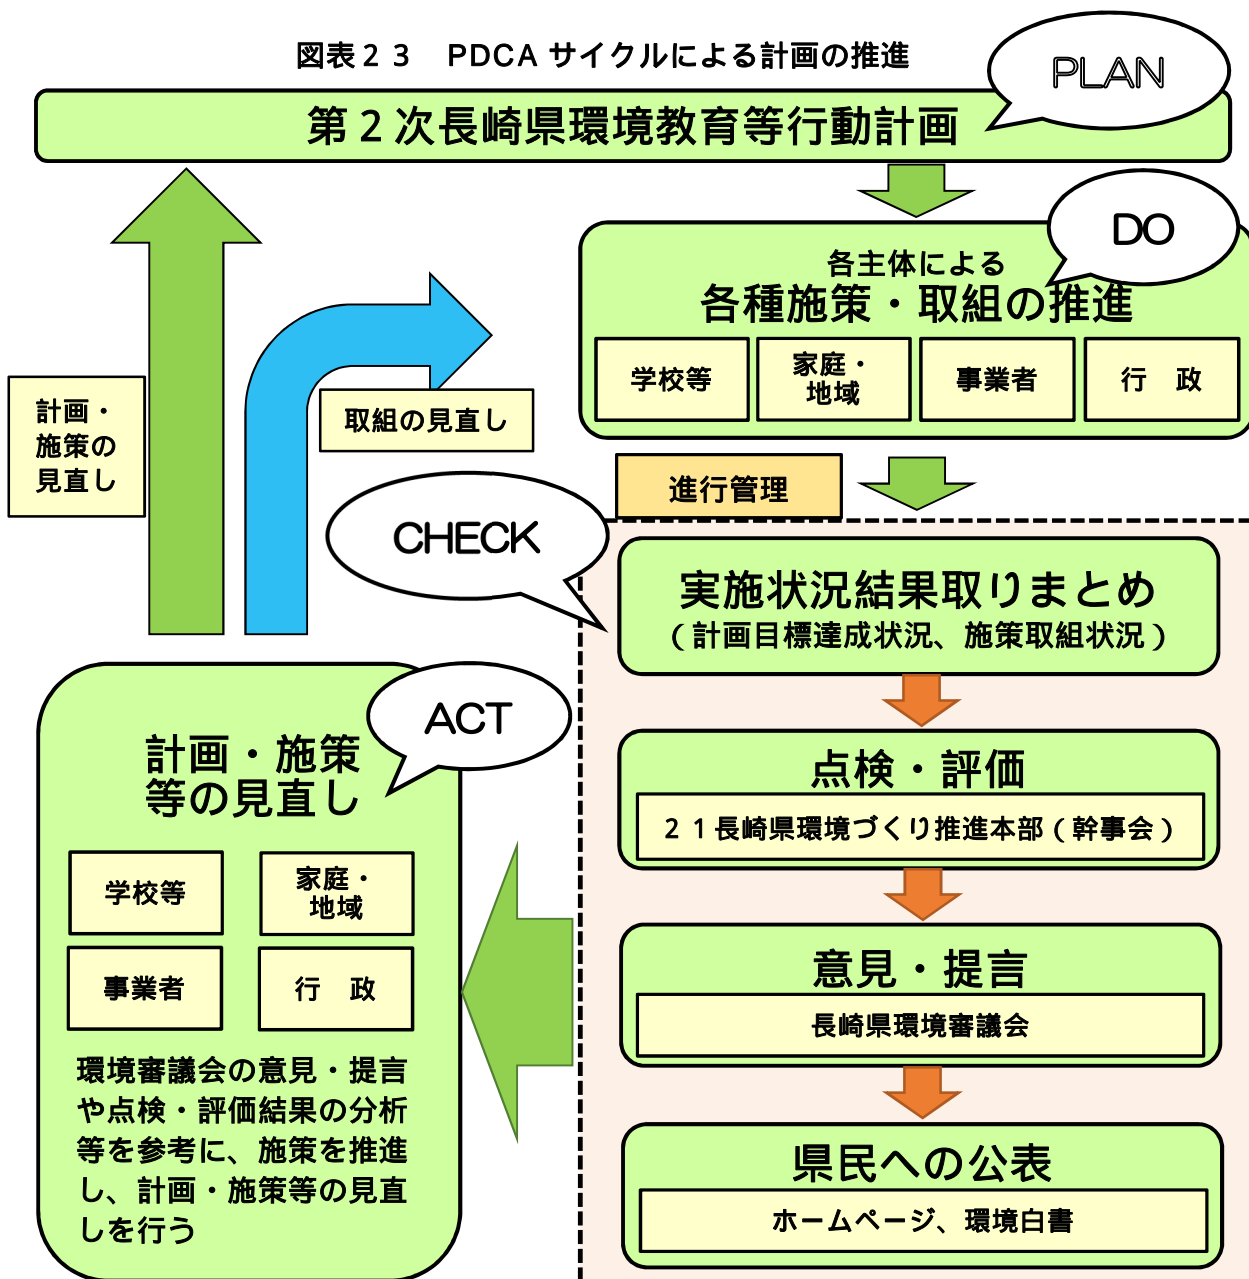 図表２３　PDCA サイクルによる計画の推進
PLAN
第２次長崎県環境教育等行動計画
DO
各主体による
各種施策・取組の推進
学校等
家庭・
地域
事業者
行　政
計画・
施策の
見直し
取組の見直し
進行管理
CHECK
実施状況結果取りまとめ
（計画目標達成状況、施策取組状況）
点検・評価
２１長崎県環境づくり推進本部（幹事会）
意見・提言
長崎県環境審議会
県民への公表
ホームページ、環境白書
ACT
計画・施策
等の見直し
学校等
家庭・
地域
事業者
行　政
環境審議会の意見・提言
や点検・評価結果の分析
等を参考に、施策を推進
し、計画・施策等の見直
しを行う